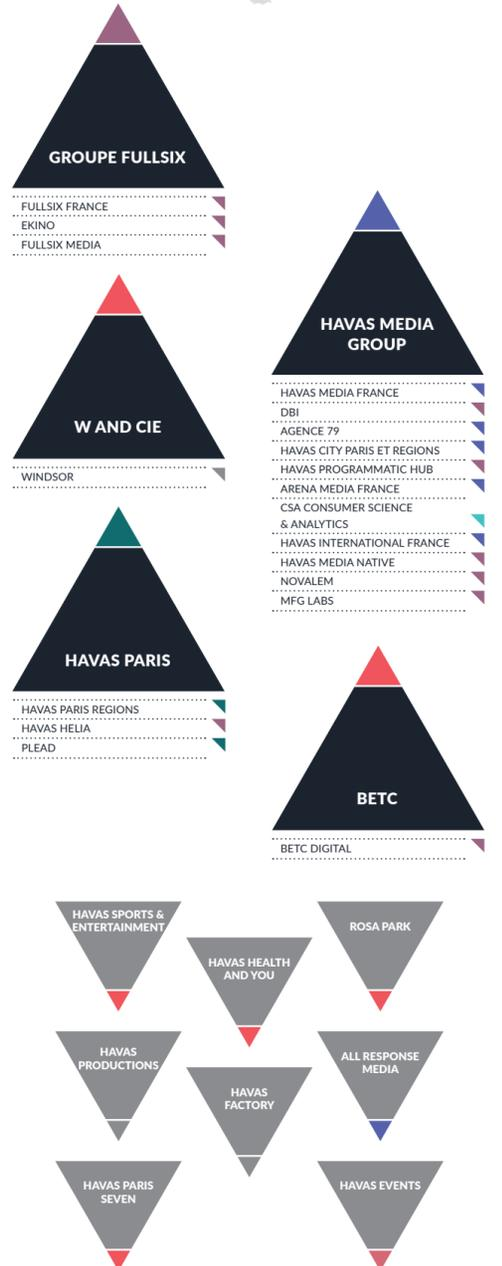 GROUPE FULLSIX
FULLSIX FRANCE
EKINO
FULLSIX MEDIA
W AND CIE
WINDSOR
HAVAS PARIS
HAVAS PARIS REGIONS
HAVAS HELIA
PLEAD
HAVAS MEDIA
GROUP
HAVAS MEDIA FRANCE
DBI
AGENCE 79
HAVAS CITY PARIS ET REGIONS
HAVAS PROGRAMMATIC HUB
ARENA MEDIA FRANCE
CSA CONSUMER SCIENCE
& ANALYTICS
HAVAS INTERNATIONAL FRANCE
HAVAS MEDIA NATIVE
NOVALEM
MFG LABS
BETC
BETC DIGITAL
HAVAS SPORTS &
ENTERTAINMENT
HAVAS HEALTH
AND YOU
ROSA PARK
HAVAS
PRODUCTIONS
HAVAS
FACTORY
ALL RESPONSE
MEDIA
HAVAS PARIS
SEVEN
HAVAS EVENTS